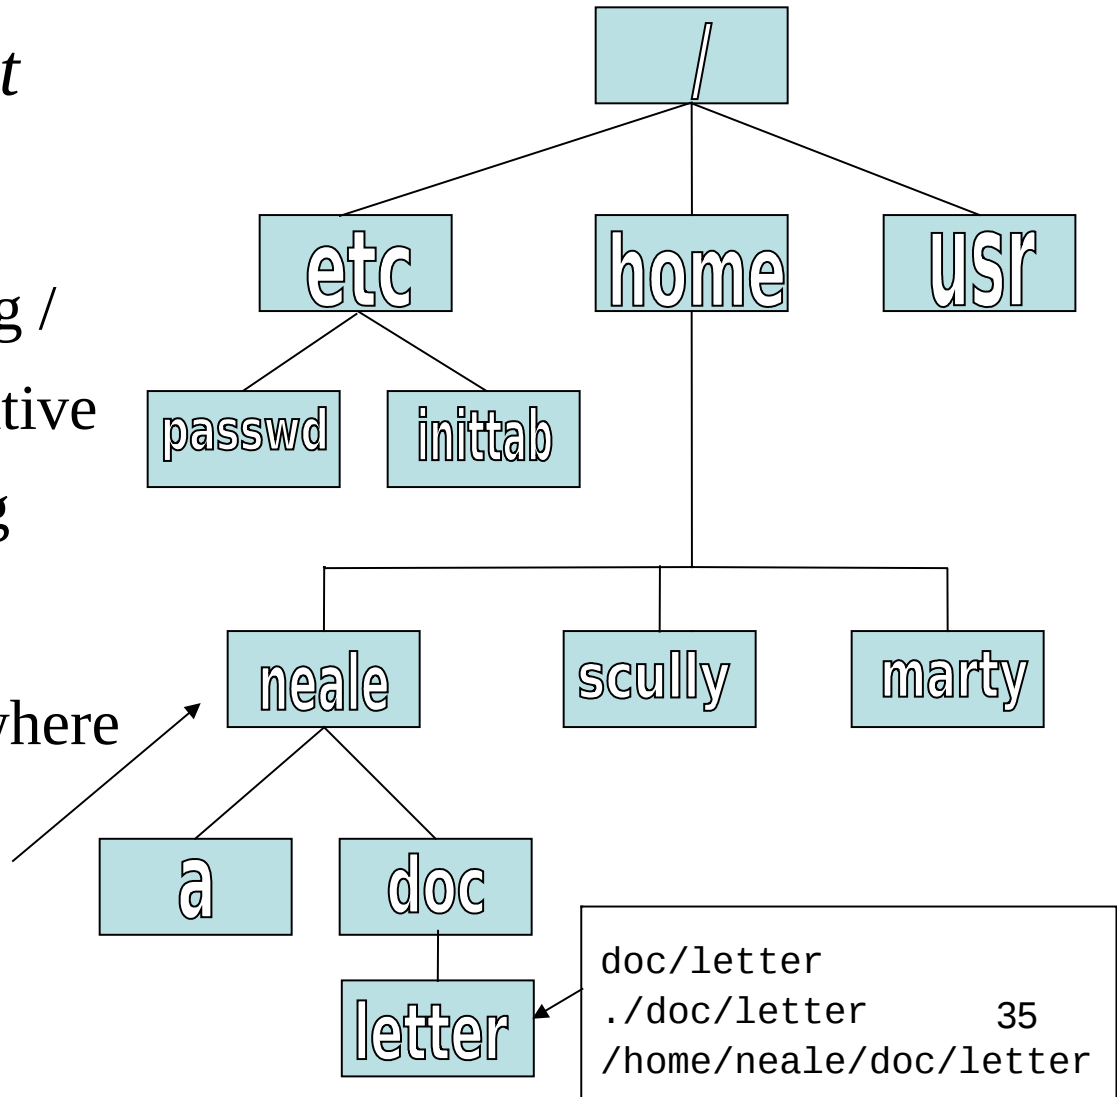 t
/
etc home usr
g /
tive
passwd inittab
g
neale scully marty
where
a doc
letter
doc/letter
./doc/letter
35
/home/neale/doc/letter